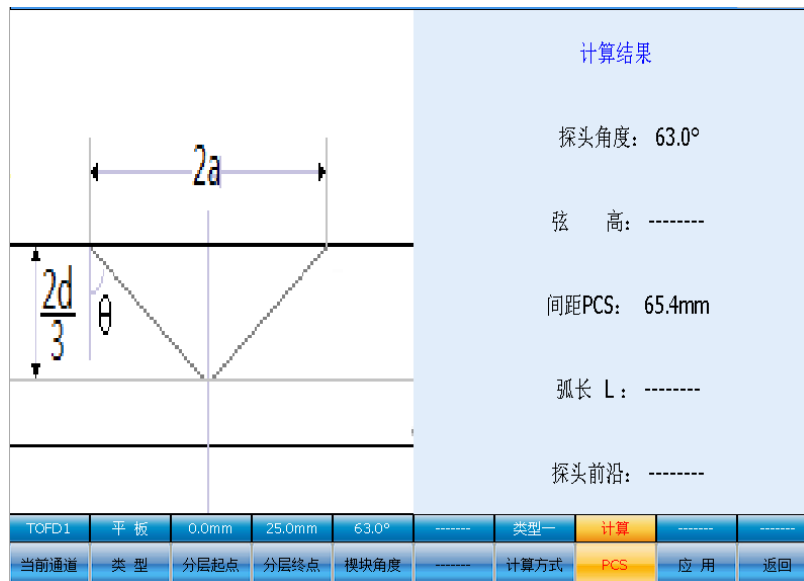 计算结果
探头角度： 63.0°
弦 高： --------
间距PCS： 65.4mm
弧长 L： --------
探头前沿： --------
2a
2d
3
θ
TOFD1 平 板 0.0mm 25.0mm 63.0° ------- 类型一 计算 ------- -------
当前通道 类 型 分层起点 分层终点 楔块角度 ------- 计算方式 PCS 应 用 返回